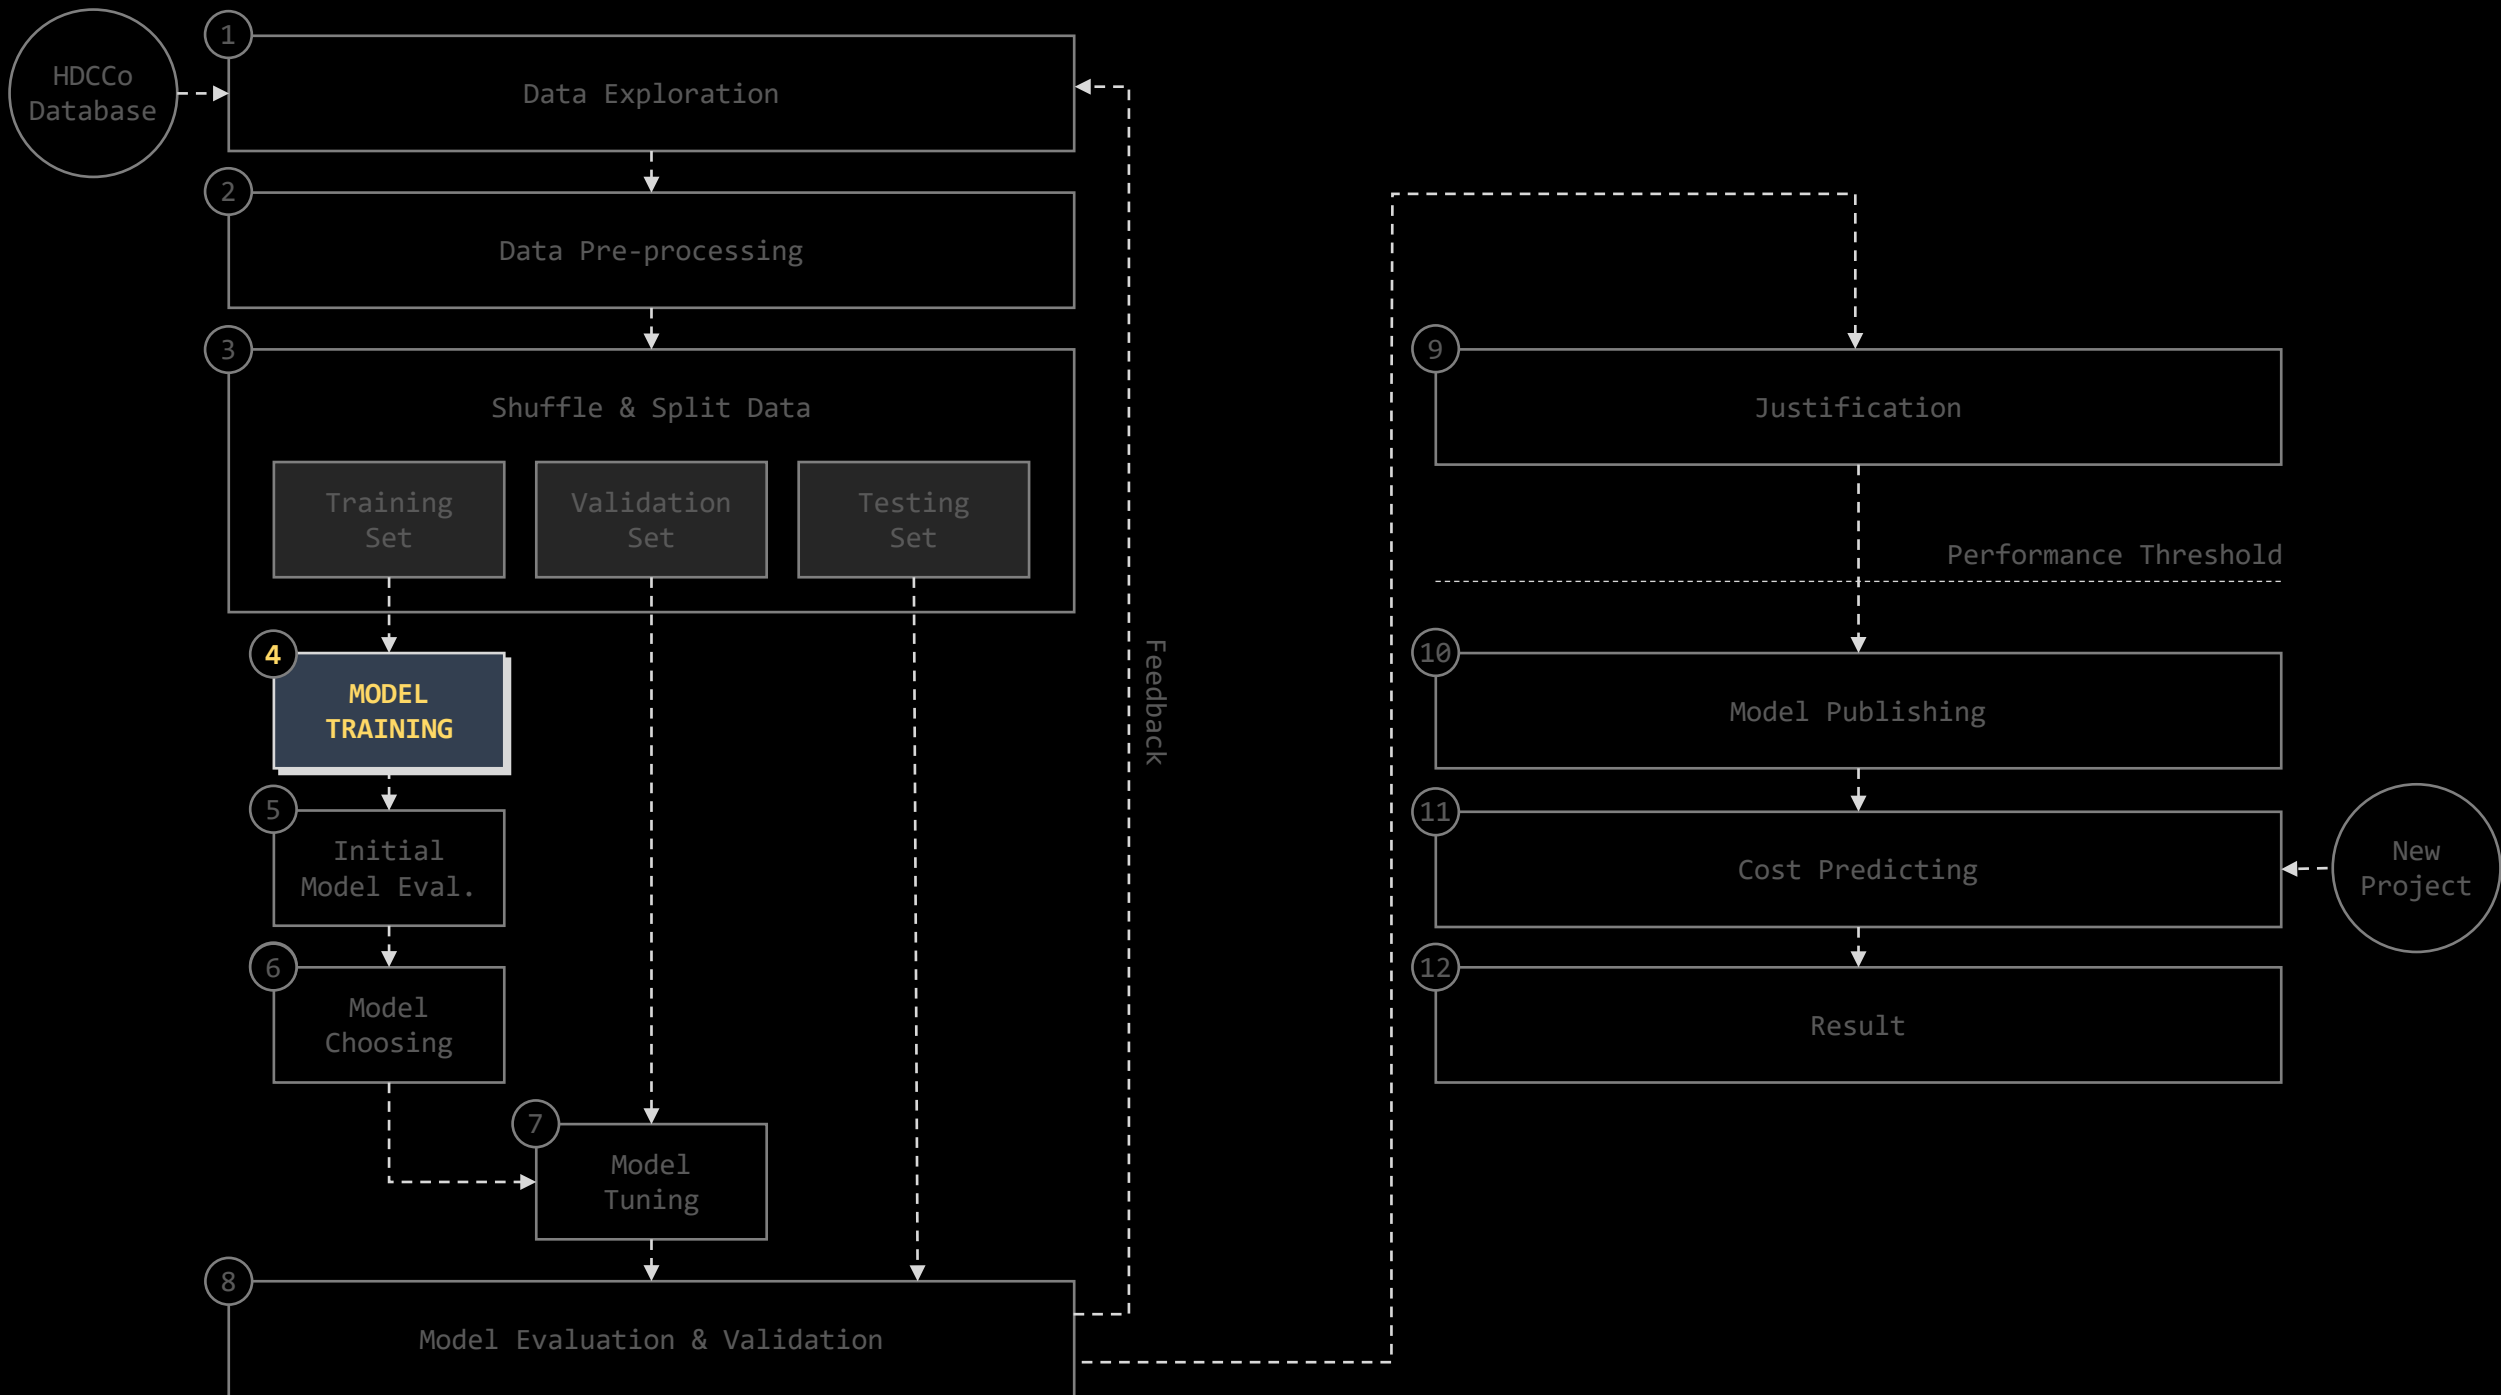 HDCCo
Database
1
Data Exploration
2
Data Pre-processing
3
Shuffle & Split Data
Training
Set
Validation
Set
Testing
Set
4
MODEL
TRAINING
5
Initial
Model Eval.
6
Model
Choosing
7
Model
Tuning
8
Model Evaluation & Validation
Feedback
9
Justification
Performance Threshold
10
Model Publishing
11
Cost Predicting
New
Project
12
Result